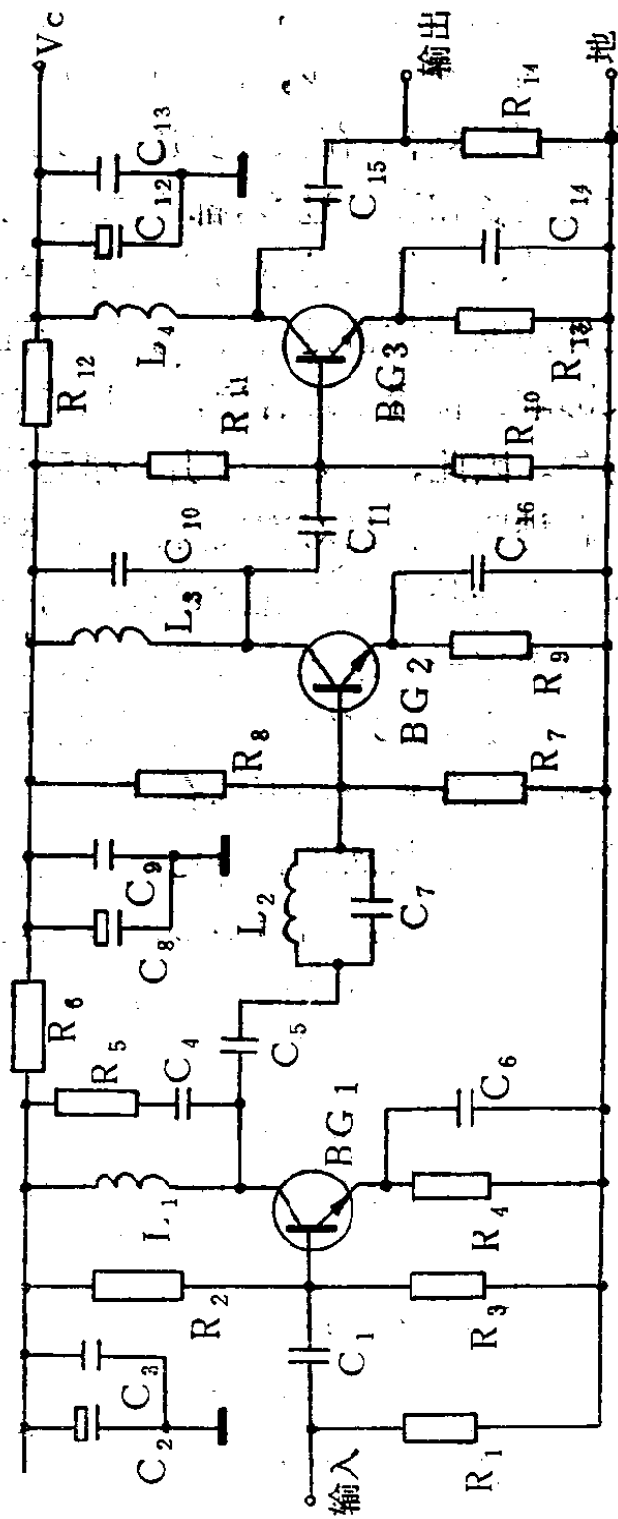 Vc
R₆
R₁₂
R₅
C₂
C₃
L₁
C₄
C₈
C₉
L₃
C₁₀
L₄
C₁₂
C₁₃
R₂
R₈
R₁₁
C₅
L₂
C₁
BG1
C₇
BG2
C₁₁
BG3
C₁₅
输入
输出
R₁
R₃
R₄
C₆
R₇
R₉
C₁₆
R₁₀
R₁₃
C₁₄
R₁₄
地